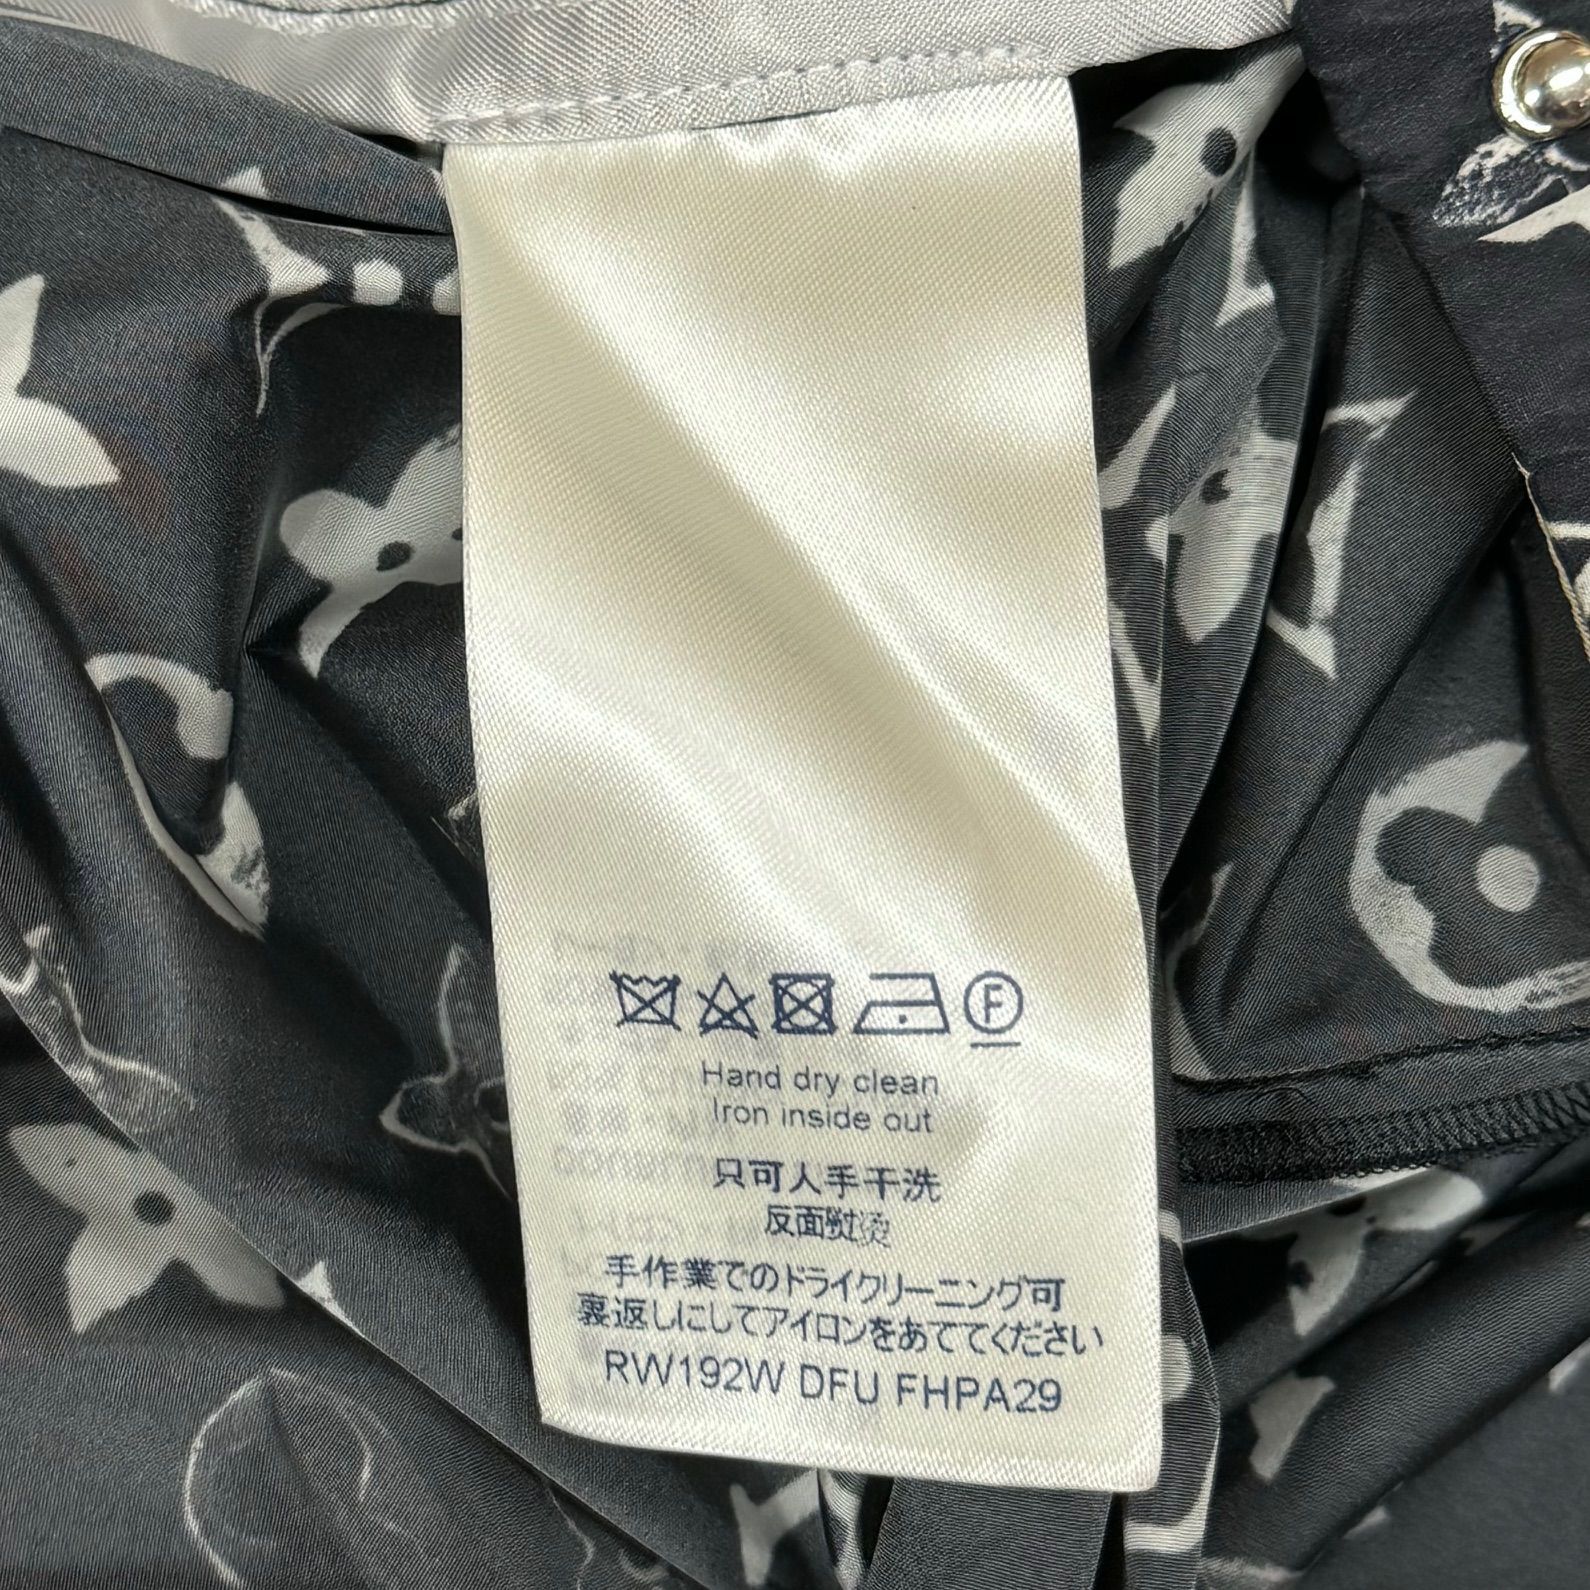 F
Hand dry clean
Iron inside out
只可人手干洗
反面熨烫
手作業でのドライクリーニング可
裏返しにしてアイロンをあててください
RW192W DFU FHPA29